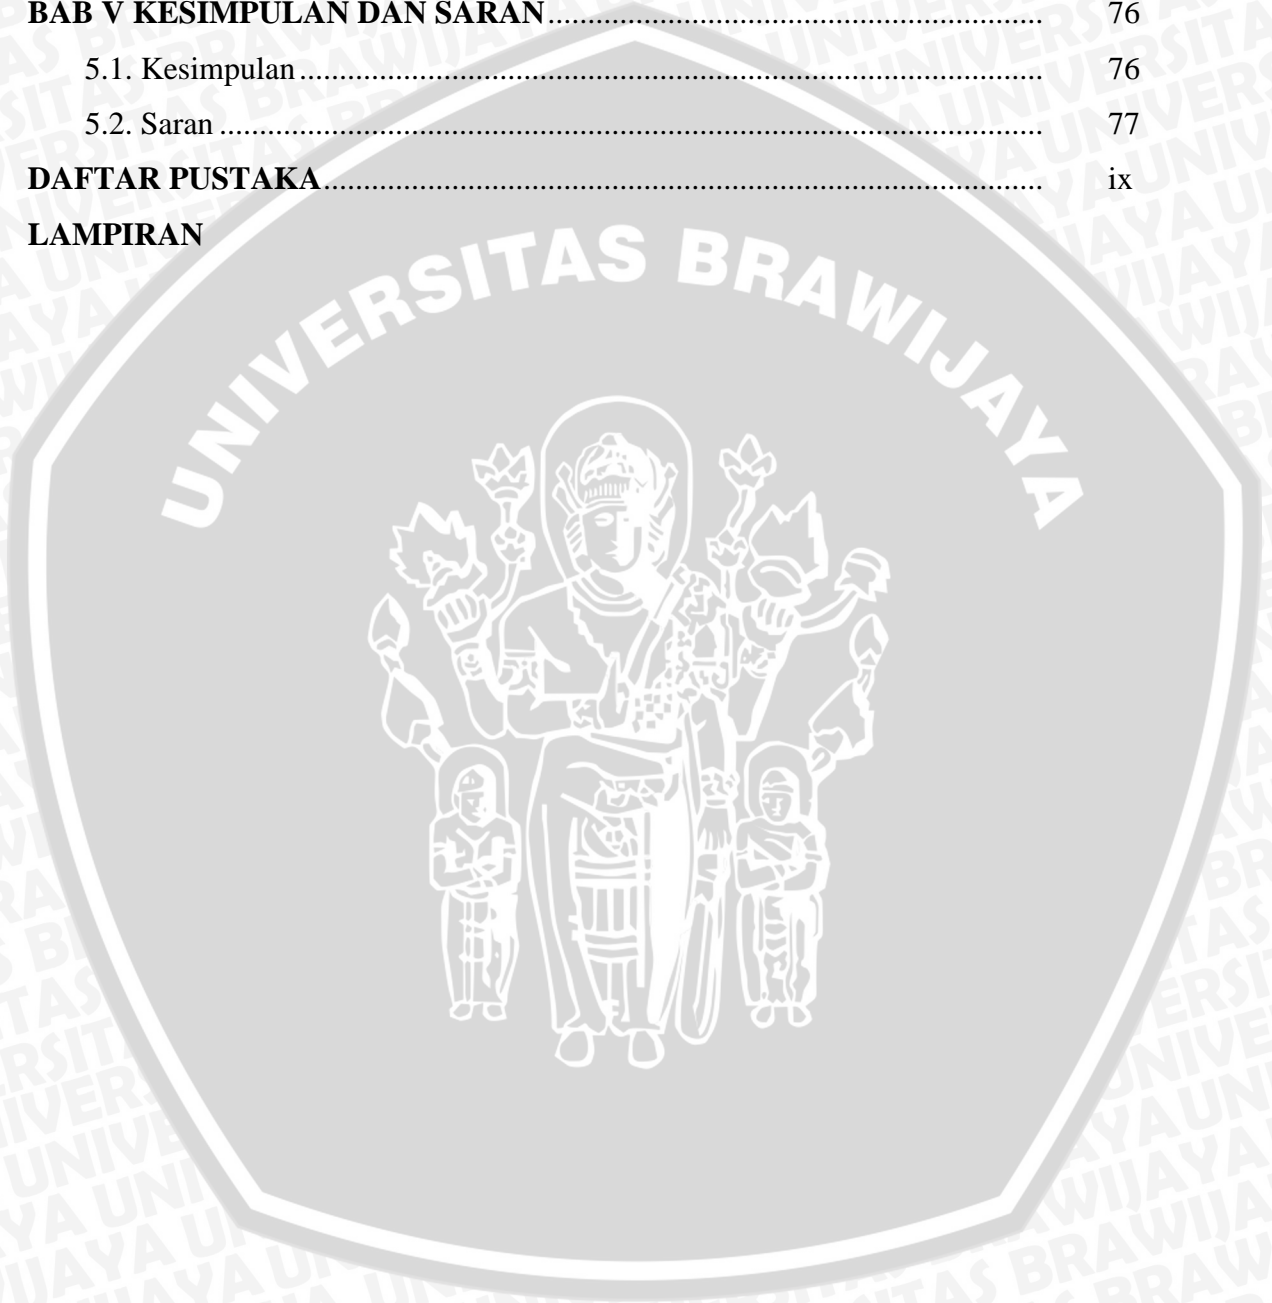 BAB V KESIMPULAN DAN SARAN.............................................................. 76
5.1. Kesimpulan............................................................................................. 76
5.2. Saran ....................................................................................................... 77
DAFTAR PUSTAKA.......................................................................................... ix
LAMPIRAN
UNIVERSITAS BRAWIJAYA